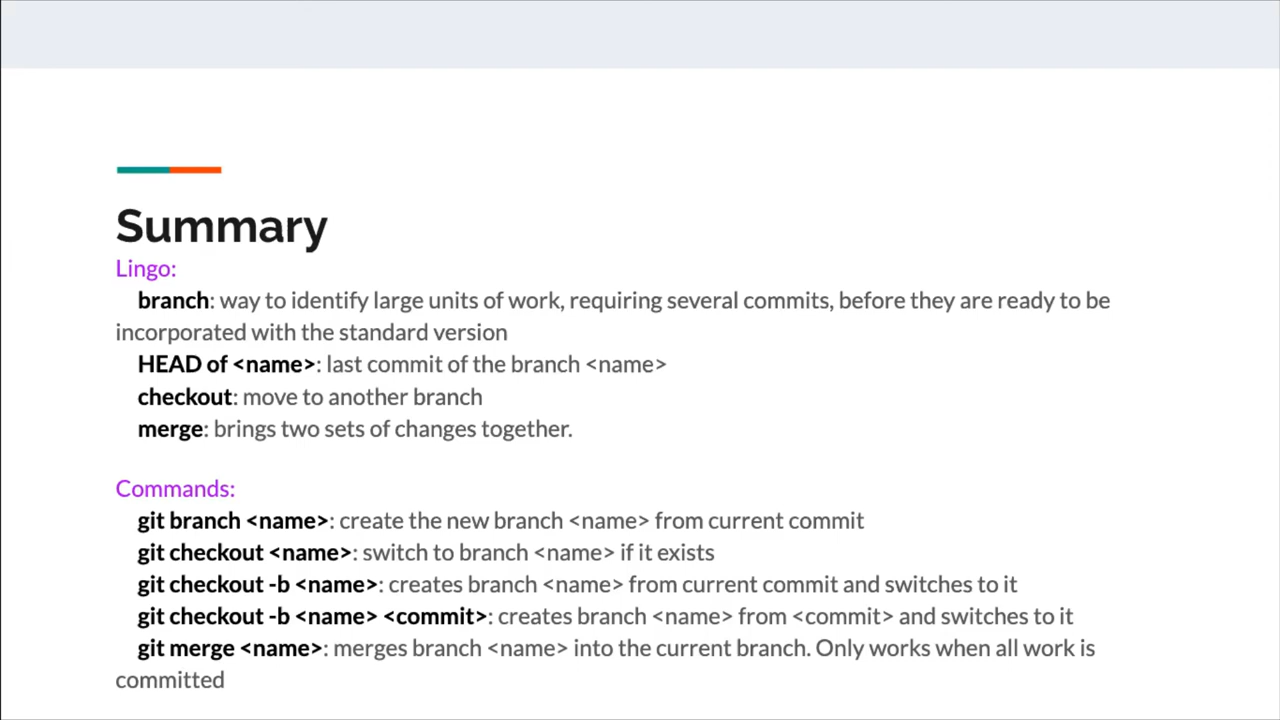 Summary
Lingo:
branch: way to identify large units of work, requiring several commits, before they are ready to be
incorporated with the standard version
HEAD of <name>: last commit of the branch <name>
checkout: move to another branch
merge: brings two sets of changes together.
Commands:
git branch <name>: create the new branch <name> from current commit
git checkout <name>: switch to branch <name> if it exists
git checkout -b <name>: creates branch <name> from current commit and switches to it
git checkout -b <name> <commit>: creates branch <name> from <commit> and switches to it
git merge <name>: merges branch <name> into the current branch. Only works when all work is
committed